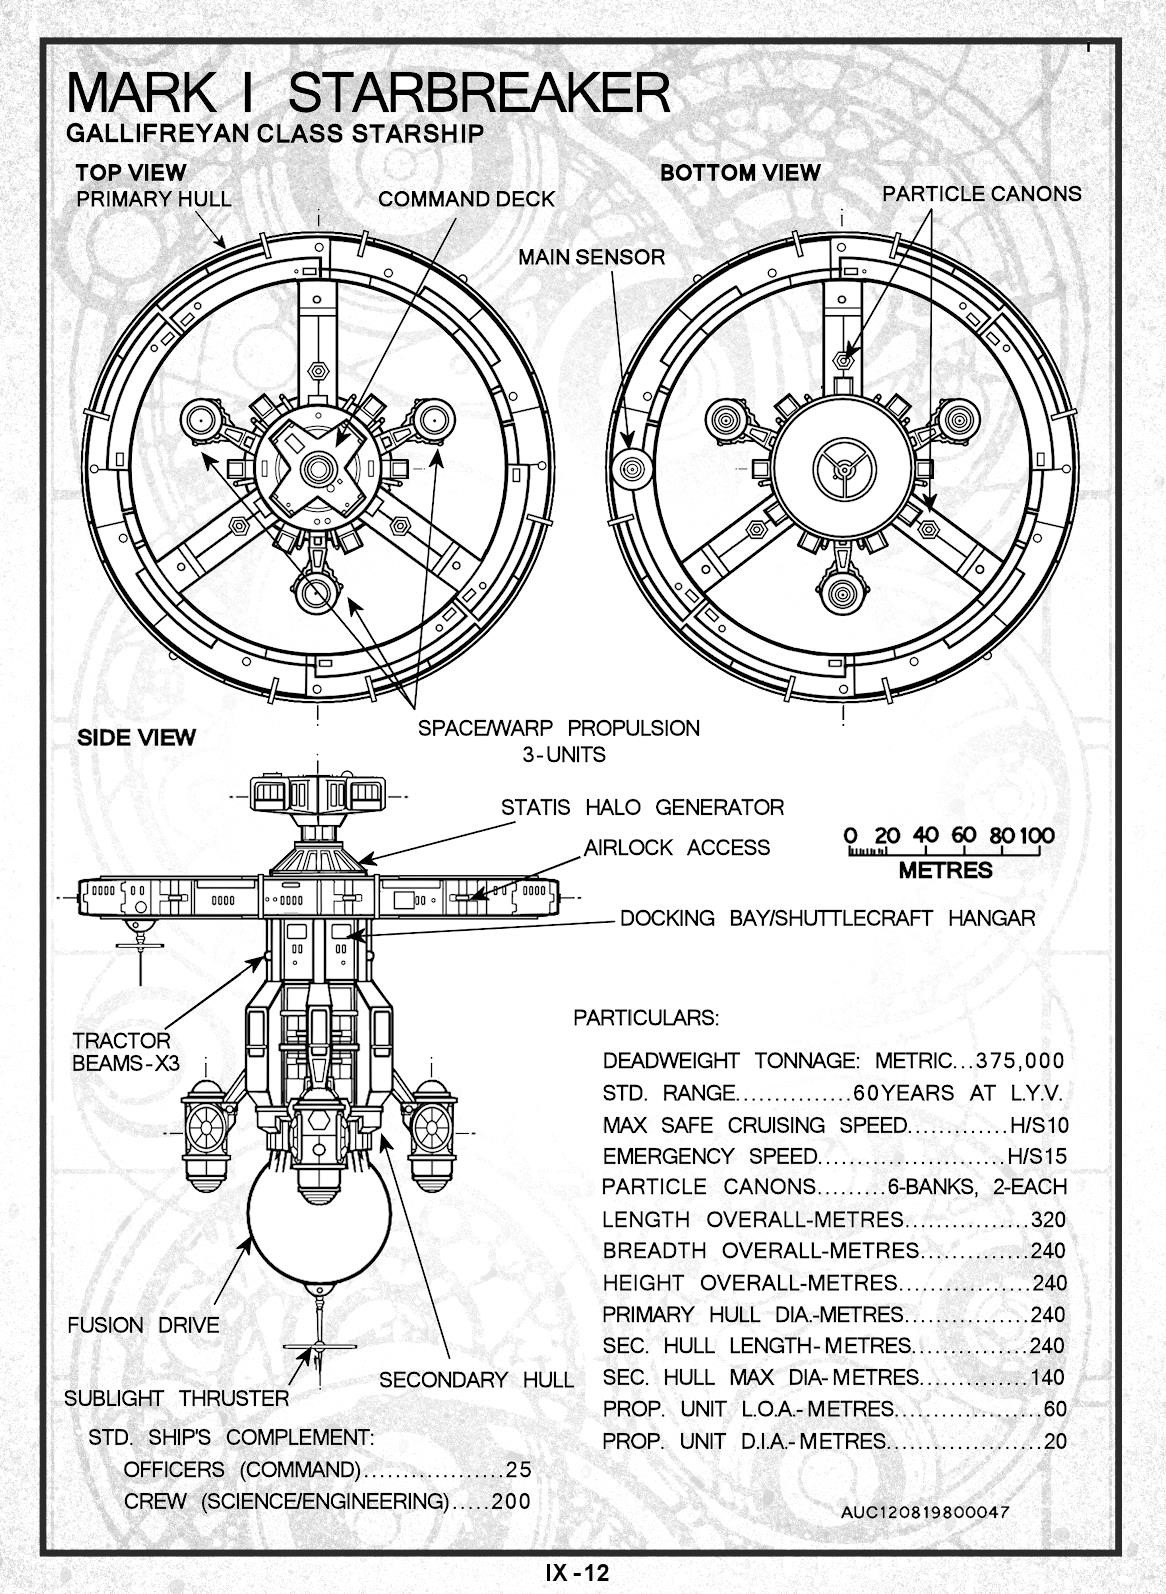 MARK I STARBREAKER
GALLIFREYAN CLASS STARSHIP
TOP VIEW
PRIMARY HULL
COMMAND DECK
BOTTOM VIEW
PARTICLE CANONS
MAIN SENSOR
SPACE/WARP PROPULSION
3-UNITS
SIDE VIEW
STATIS HALO GENERATOR
AIRLOCK ACCESS
0 20 40 60 80 100
METRES
DOCKING BAY/SHUTTLECRAFT HANGAR
TRACTOR
BEAMS-X3
FUSION DRIVE
SUBLIGHT THRUSTER
SECONDARY HULL
PARTICULARS:
DEADWEIGHT TONNAGE: METRIC...375,000
STD. RANGE...............60YEARS AT L.Y.V.
MAX SAFE CRUISING SPEED.............H/S10
EMERGENCY SPEED........................H/S15
PARTICLE CANONS.........6-BANKS, 2-EACH
LENGTH OVERALL-METRES................320
BREADTH OVERALL-METRES..............240
HEIGHT OVERALL-METRES.................240
PRIMARY HULL DIA.-METRES................240
SEC. HULL LENGTH-METRES...............240
SEC. HULL MAX DIA-METRES..............140
PROP. UNIT L.O.A.-METRES...................60
PROP. UNIT D.I.A.-METRES....................20
STD. SHIP'S COMPLEMENT:
OFFICERS (COMMAND)..................25
CREW (SCIENCE/ENGINEERING).....200
AUC120819800047
IX-12